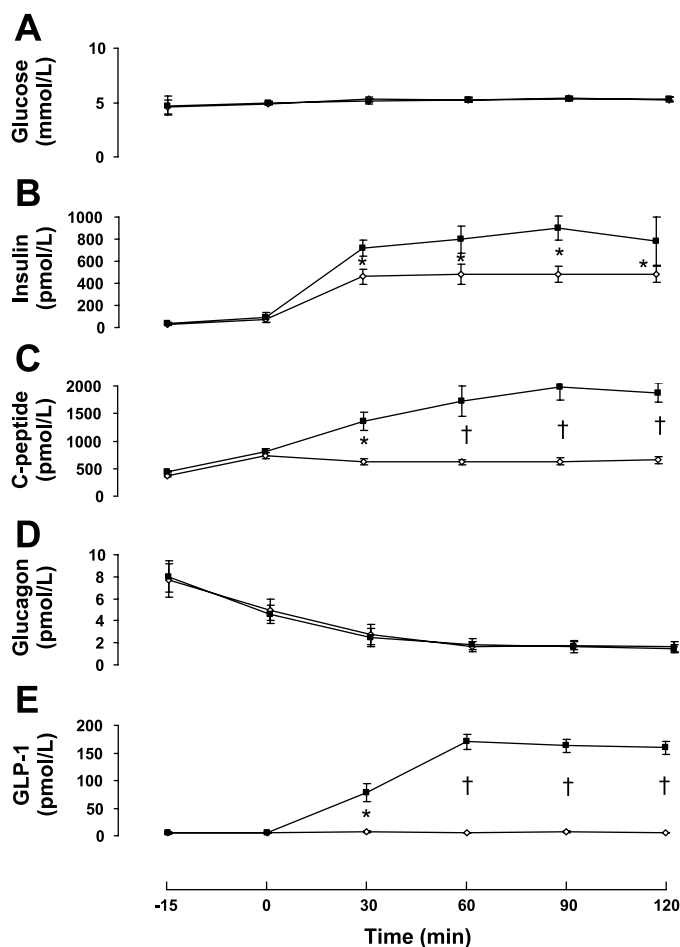 A
Glucose
(mmol/L)
10
5
0
B
Insulin
(pmol/L)
1000
800
600
400
200
0
*
*
*
*
C
C-peptide
(pmol/L)
2000
1500
1000
500
0
*
†
†
†
D
Glucagon
(pmol/L)
10
8
6
4
2
0
E
GLP-1
(pmol/L)
200
150
100
50
0
*
†
†
†
-15 0 30 60 90 120
Time (min)